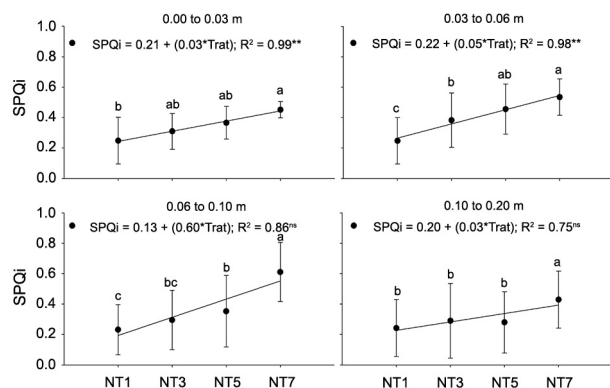 0.00 to 0.03 m
SPQi = 0.21 + (0.03*Trat); R² = 0.99**
SPQi
1.0
0.8
0.6
0.4
0.2
0.0
b
ab
ab
a
0.03 to 0.06 m
SPQi = 0.22 + (0.05*Trat); R² = 0.98**
c
b
ab
a
0.06 to 0.10 m
SPQi = 0.13 + (0.60*Trat); R² = 0.86ⁿˢ
SPQi
1.0
0.8
0.6
0.4
0.2
0.0
c
bc
b
a
NT1 NT3 NT5 NT7
0.10 to 0.20 m
SPQi = 0.20 + (0.03*Trat); R² = 0.75ⁿˢ
b
b
b
a
NT1 NT3 NT5 NT7